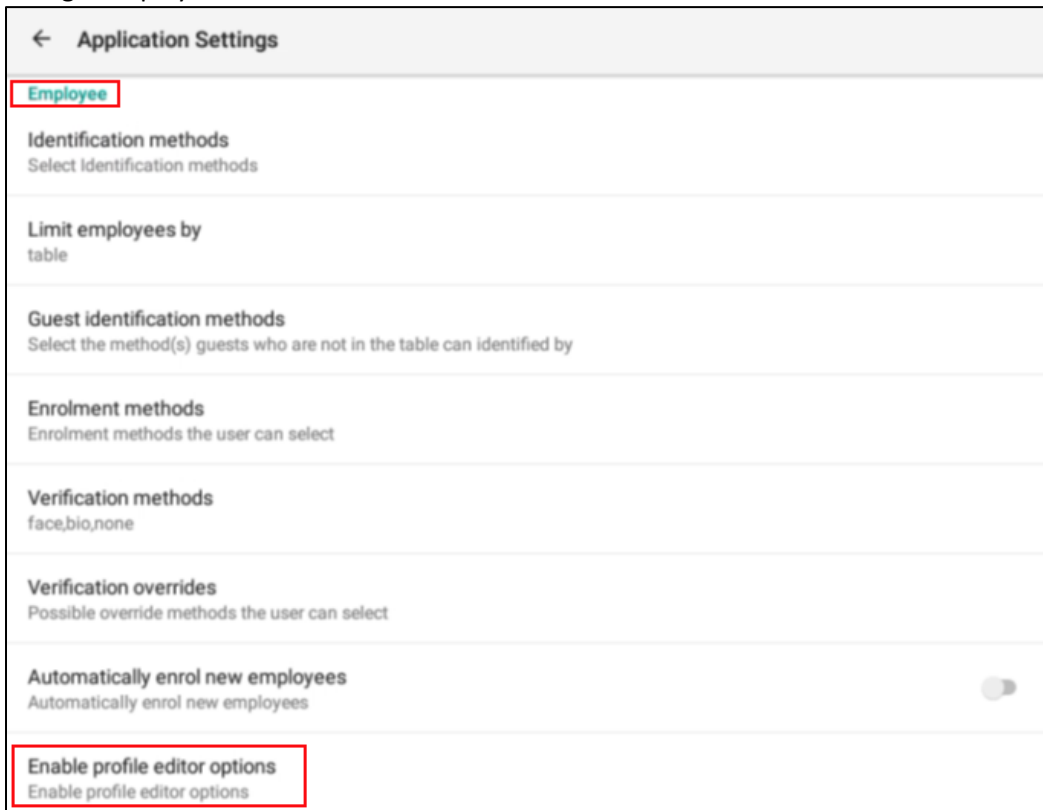 Application Settings
Employee
Identification methods
Select Identification methods
Limit employees by
table
Guest identification methods
Select the method(s) guests who are not in the table can identified by
Enrolment methods
Enrolment methods the user can select
Verification methods
face,bio,none
Verification overrides
Possible override methods the user can select
Automatically enrol new employees
Automatically enrol new employees
Enable profile editor options
Enable profile editor options